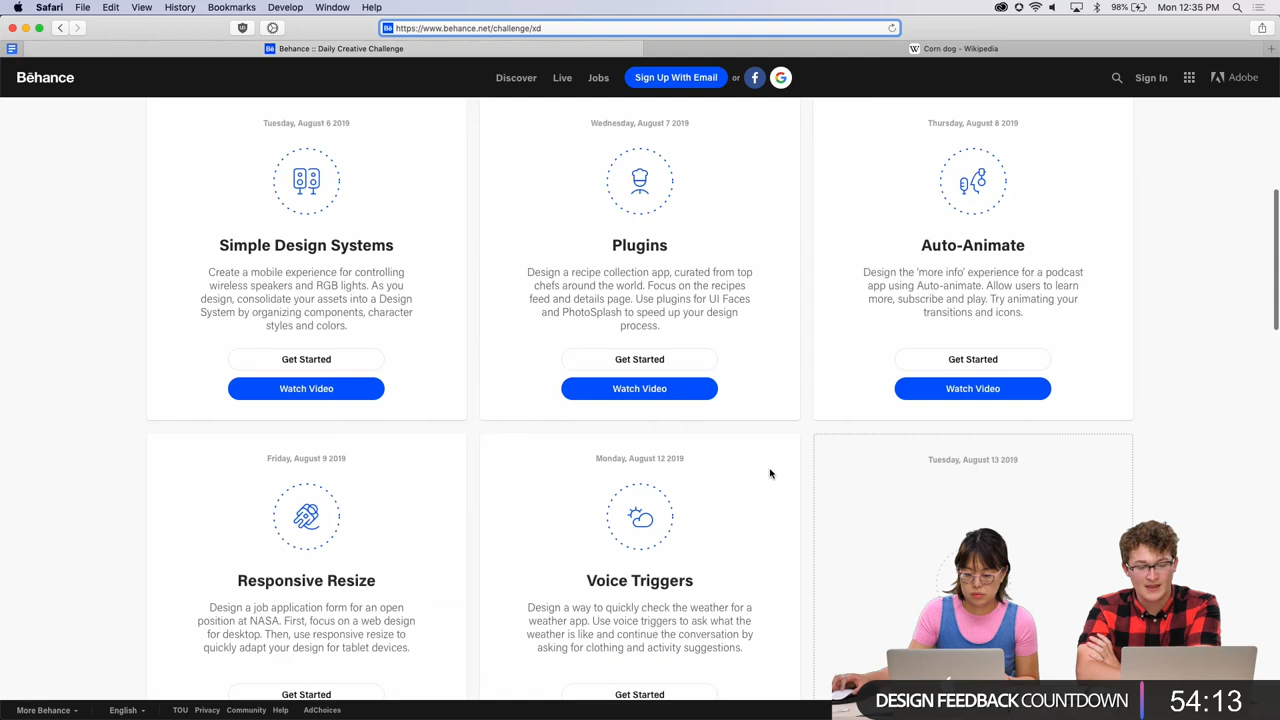 Safari File Edit View History Bookmarks Develop Window Help 98% Mon 12:35 PM
https://www.behance.net/challenge/xd
Behance :: Daily Creative Challenge Corn dog - Wikipedia
Bēhance Discover Live Jobs Sign Up With Email or Sign In Adobe
Tuesday, August 6 2019
Simple Design Systems
Create a mobile experience for controlling
wireless speakers and RGB lights. As you
design, consolidate your assets into a Design
System by organizing components, character
styles and colors.
Get Started
Watch Video
Wednesday, August 7 2019
Plugins
Design a recipe collection app, curated from top
chefs around the world. Focus on the recipes
feed and details page. Use plugins for UI Faces
and PhotoSplash to speed up your design
process.
Get Started
Watch Video
Thursday, August 8 2019
Auto-Animate
Design the 'more info' experience for a podcast
app using Auto-animate. Allow users to learn
more, subscribe and play. Try animating your
transitions and icons.
Get Started
Watch Video
Friday, August 9 2019
Responsive Resize
Design a job application form for an open
position at NASA. First, focus on a web design
for desktop. Then, use responsive resize to
quickly adapt your design for tablet devices.
Get Started
Monday, August 12 2019
Voice Triggers
Design a way to quickly check the weather for a
weather app. Use voice triggers to ask what the
weather is like and continue the conversation by
asking for clothing and activity suggestions.
Get Started
Tuesday, August 13 2019
More Behance English TOU Privacy Community Help AdChoices
DESIGN FEEDBACK COUNTDOWN 54:13